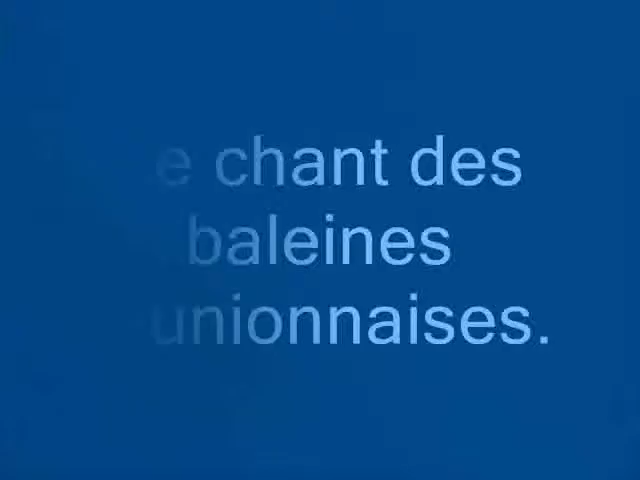 e chant des
baleines
unionnaises.